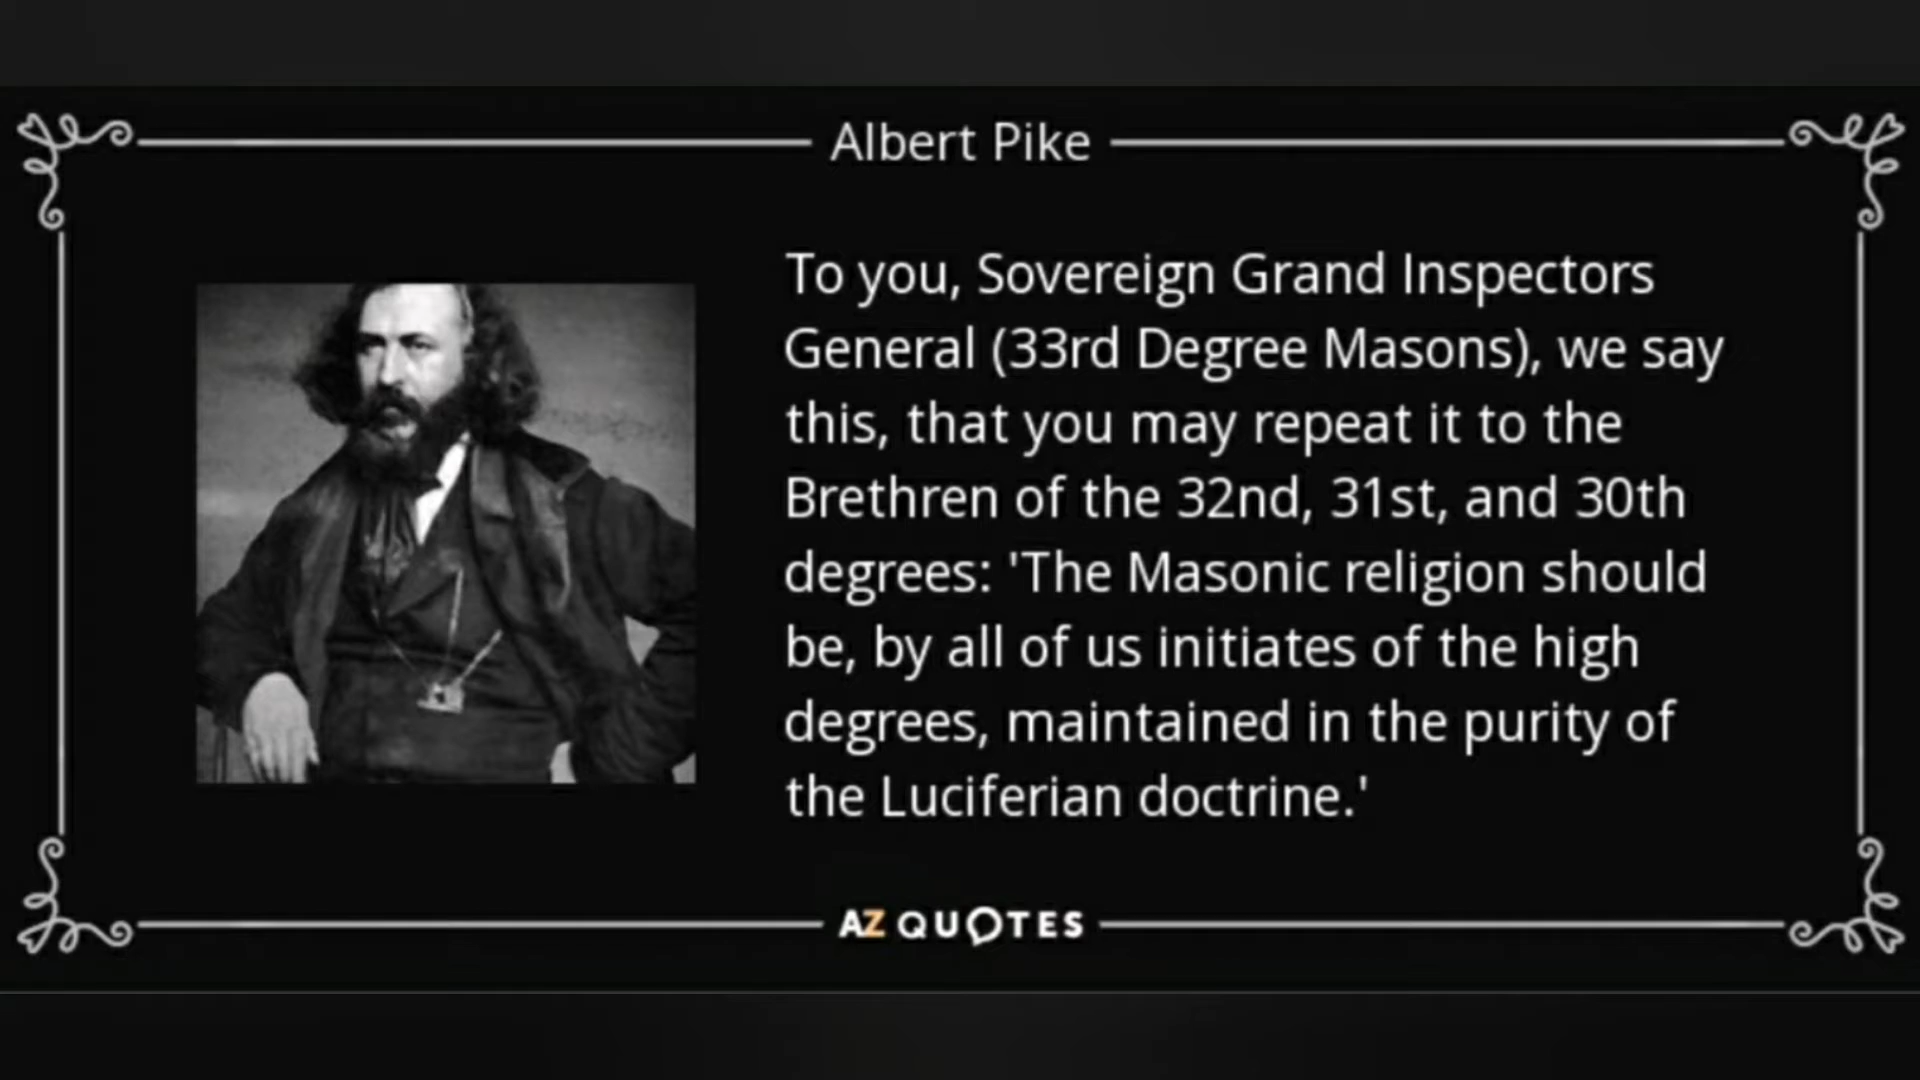 Albert Pike
To you, Sovereign Grand Inspectors
General (33rd Degree Masons), we say
this, that you may repeat it to the
Brethren of the 32nd, 31st, and 30th
degrees: 'The Masonic religion should
be, by all of us initiates of the high
degrees, maintained in the purity of
the Luciferian doctrine.'
AZ QUOTES